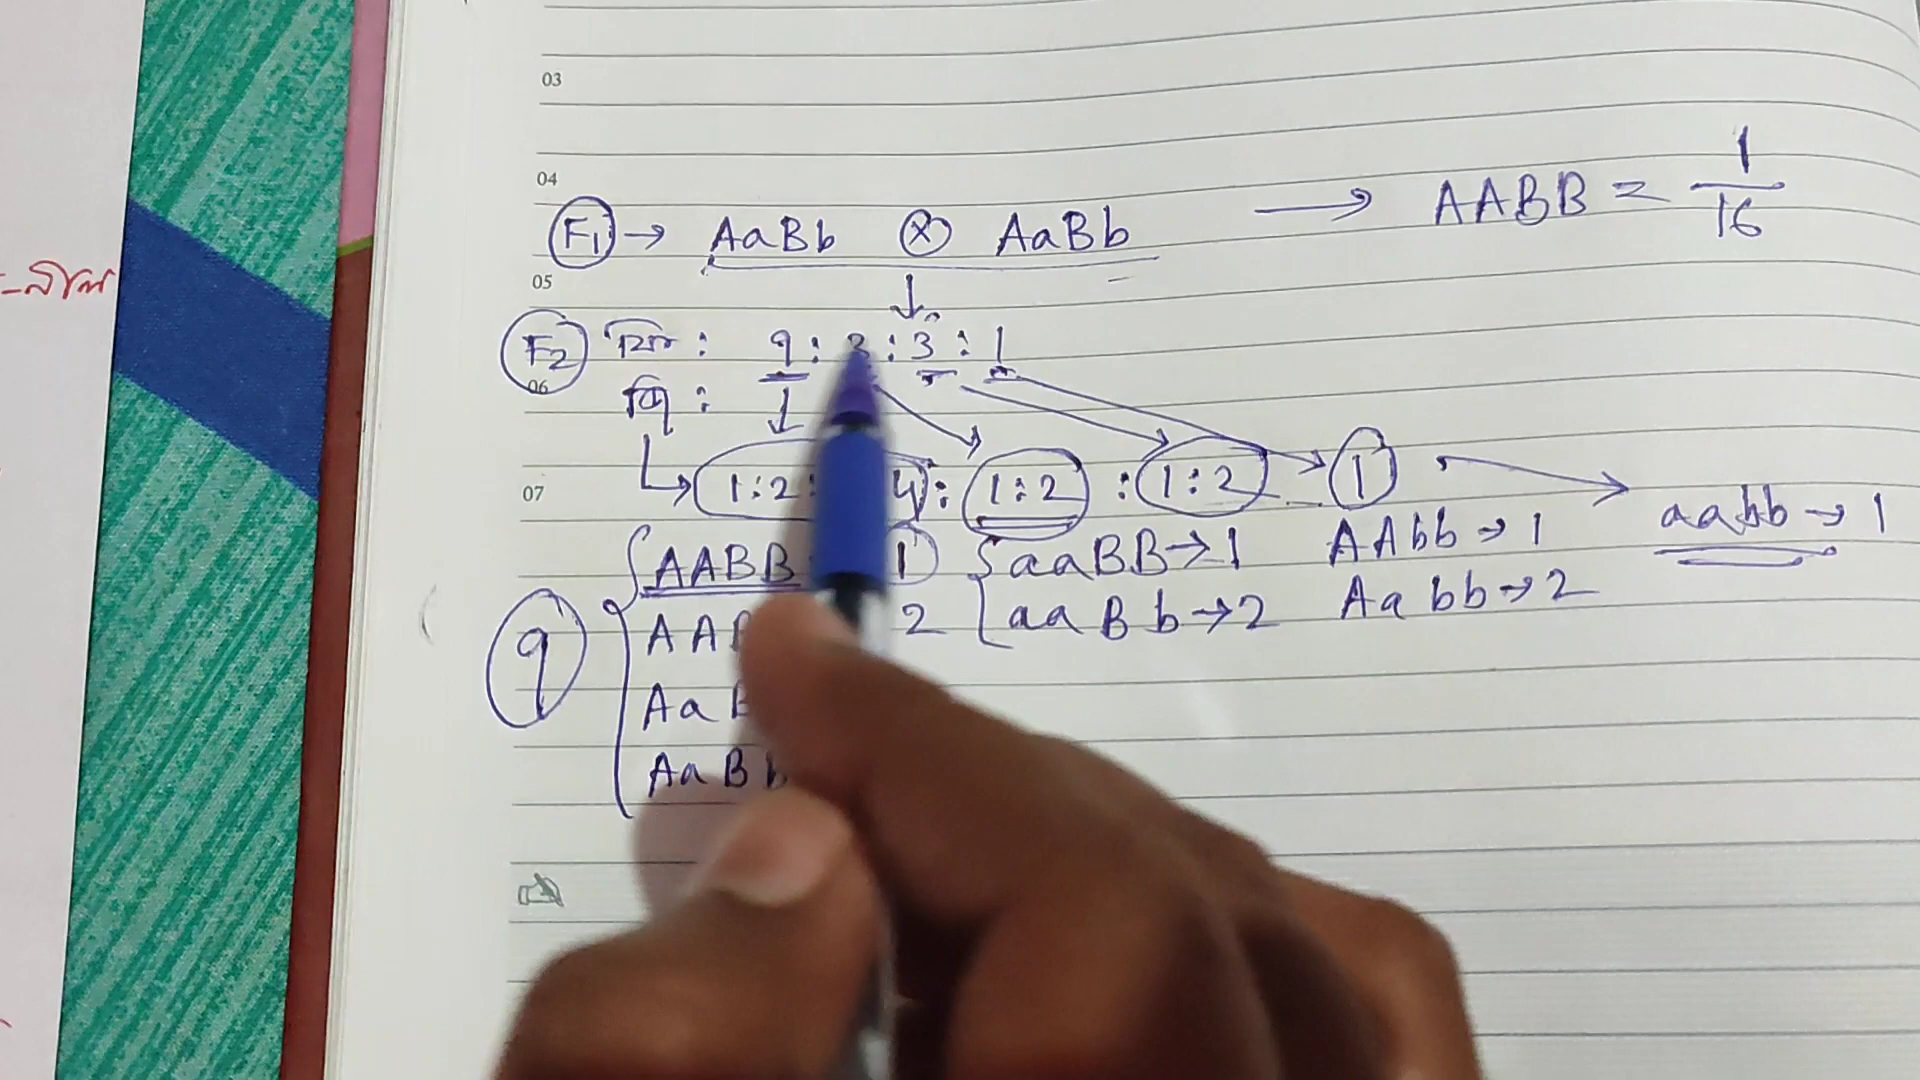 03
04
F1 → AaBb ⊗ AaBb → AABB = 1/16
05
F2 : 9 : 3 : 3 : 1
06
:
07
1:2: 4 : 1:2 : 1:2 1
AABB 1 aaBB→1 AAbb→1 aabb→1
AAB 2 aaBb→2 Aabb→2
9
Aa B
AaBb